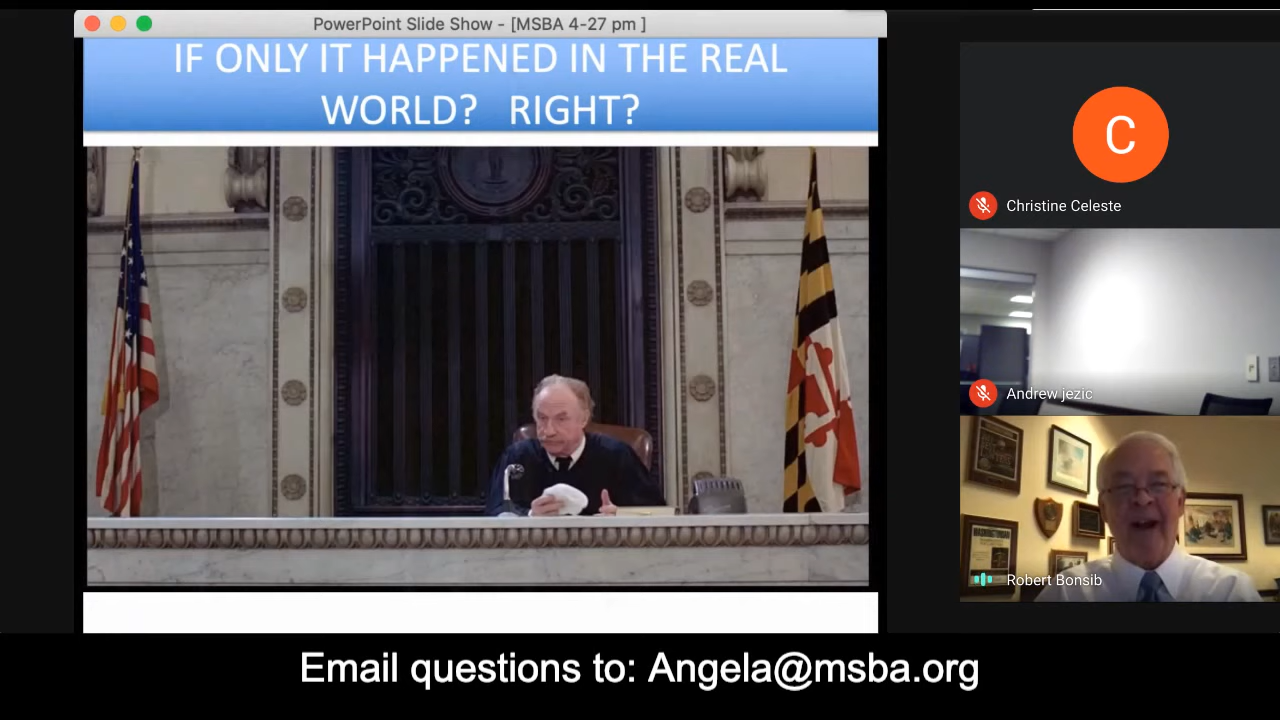 PowerPoint Slide Show - [MSBA 4-27 pm ]
IF ONLY IT HAPPENED IN THE REAL
WORLD? RIGHT?
C
Christine Celeste
Andrew jezic
Robert Bonsib
Email questions to: Angela@msba.org